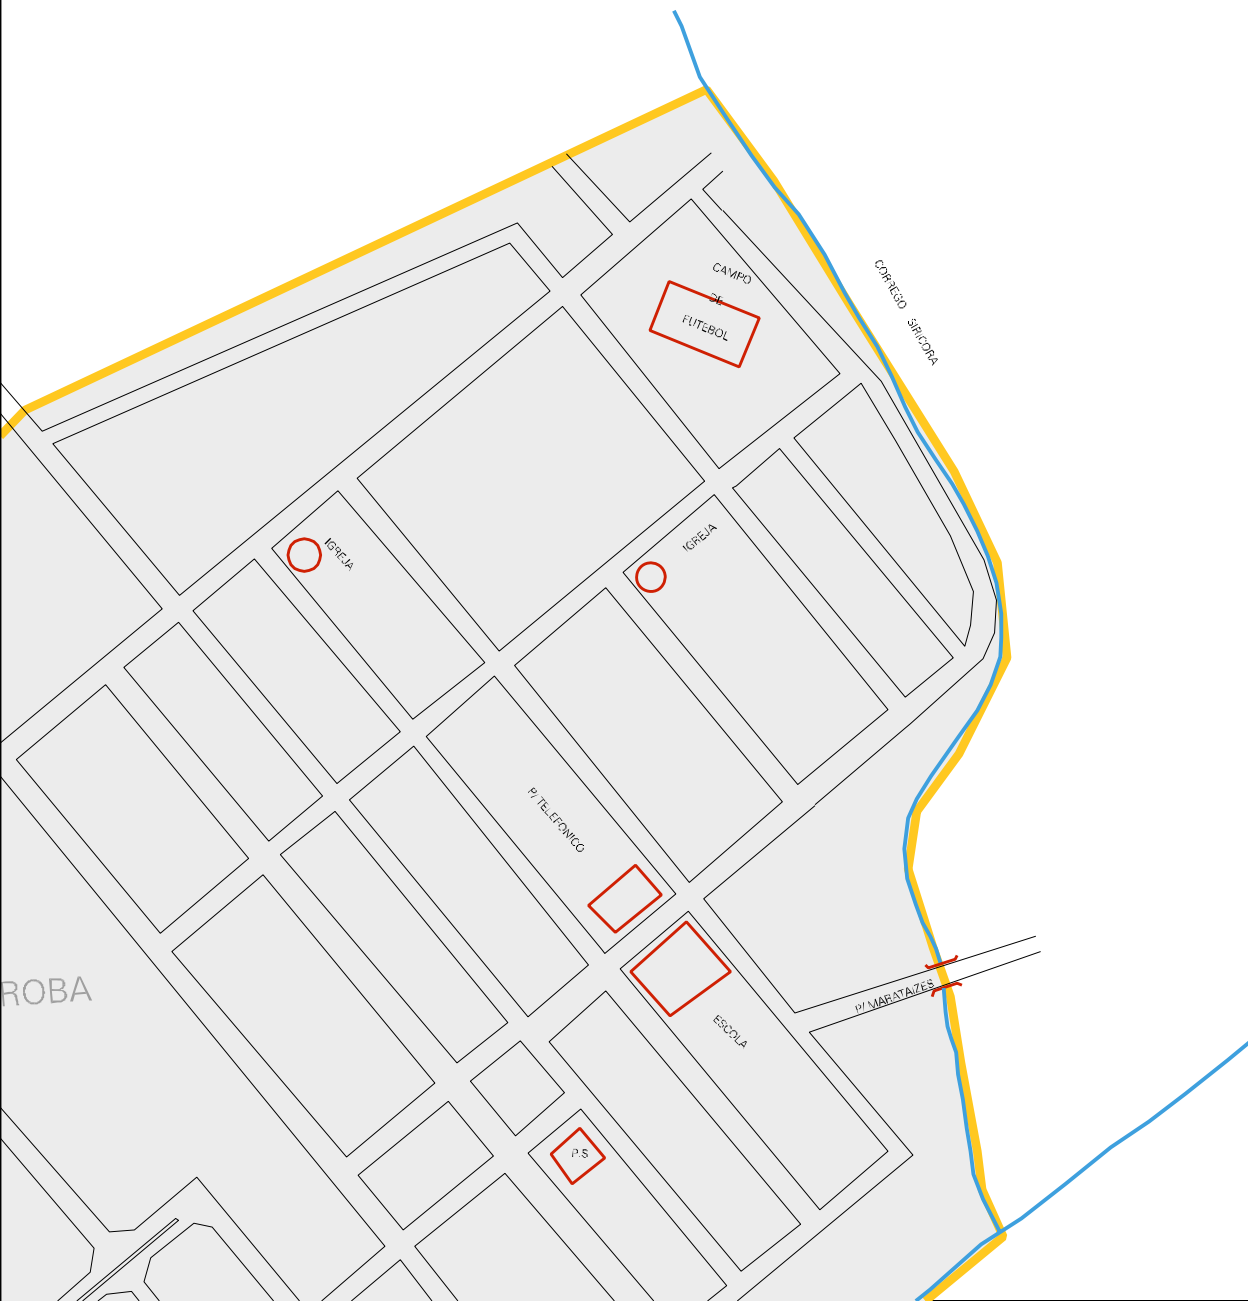 CORREGO SIRICORA
CAMPO
DE
FUTEBOL
IGREJA
IGREJA
P/ TELEFONICO
ROBA
P/ MARATAIZES
ESCOLA
P.S